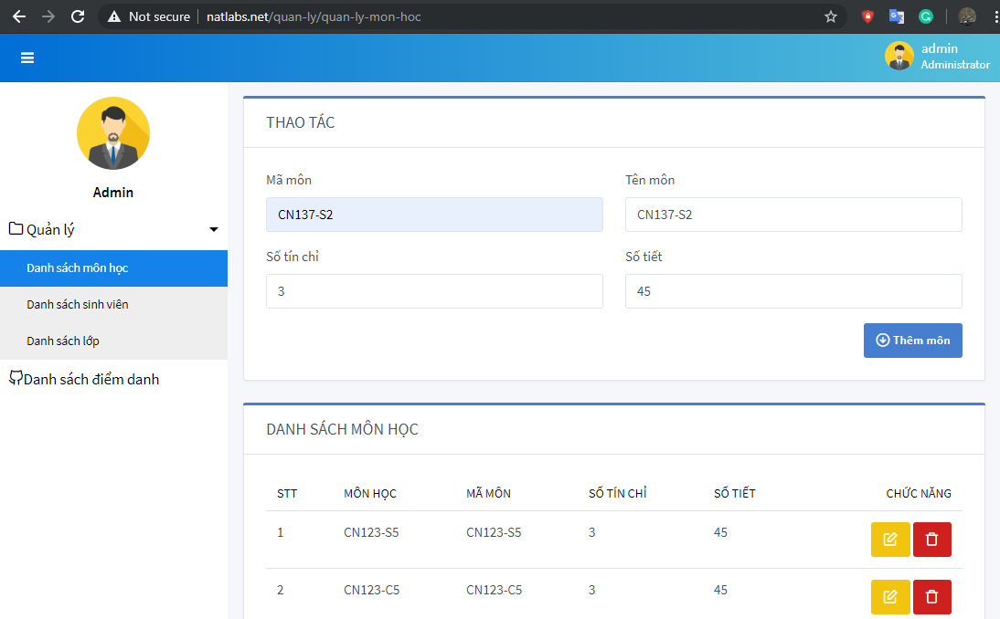 Not secure | natlabs.net/quan-ly/quan-ly-mon-hoc
admin
Administrator
Admin
Quản lý
Danh sách môn học
Danh sách sinh viên
Danh sách lớp
Danh sách điểm danh
THAO TÁC
Mã môn Tên môn
CN137-S2 CN137-S2
Số tín chỉ Số tiết
3 45
Thêm môn
DANH SÁCH MÔN HỌC
STT MÔN HỌC MÃ MÔN SỐ TÍN CHỈ SỐ TIẾT CHỨC NĂNG
1 CN123-S5 CN123-S5 3 45
2 CN123-C5 CN123-C5 3 45